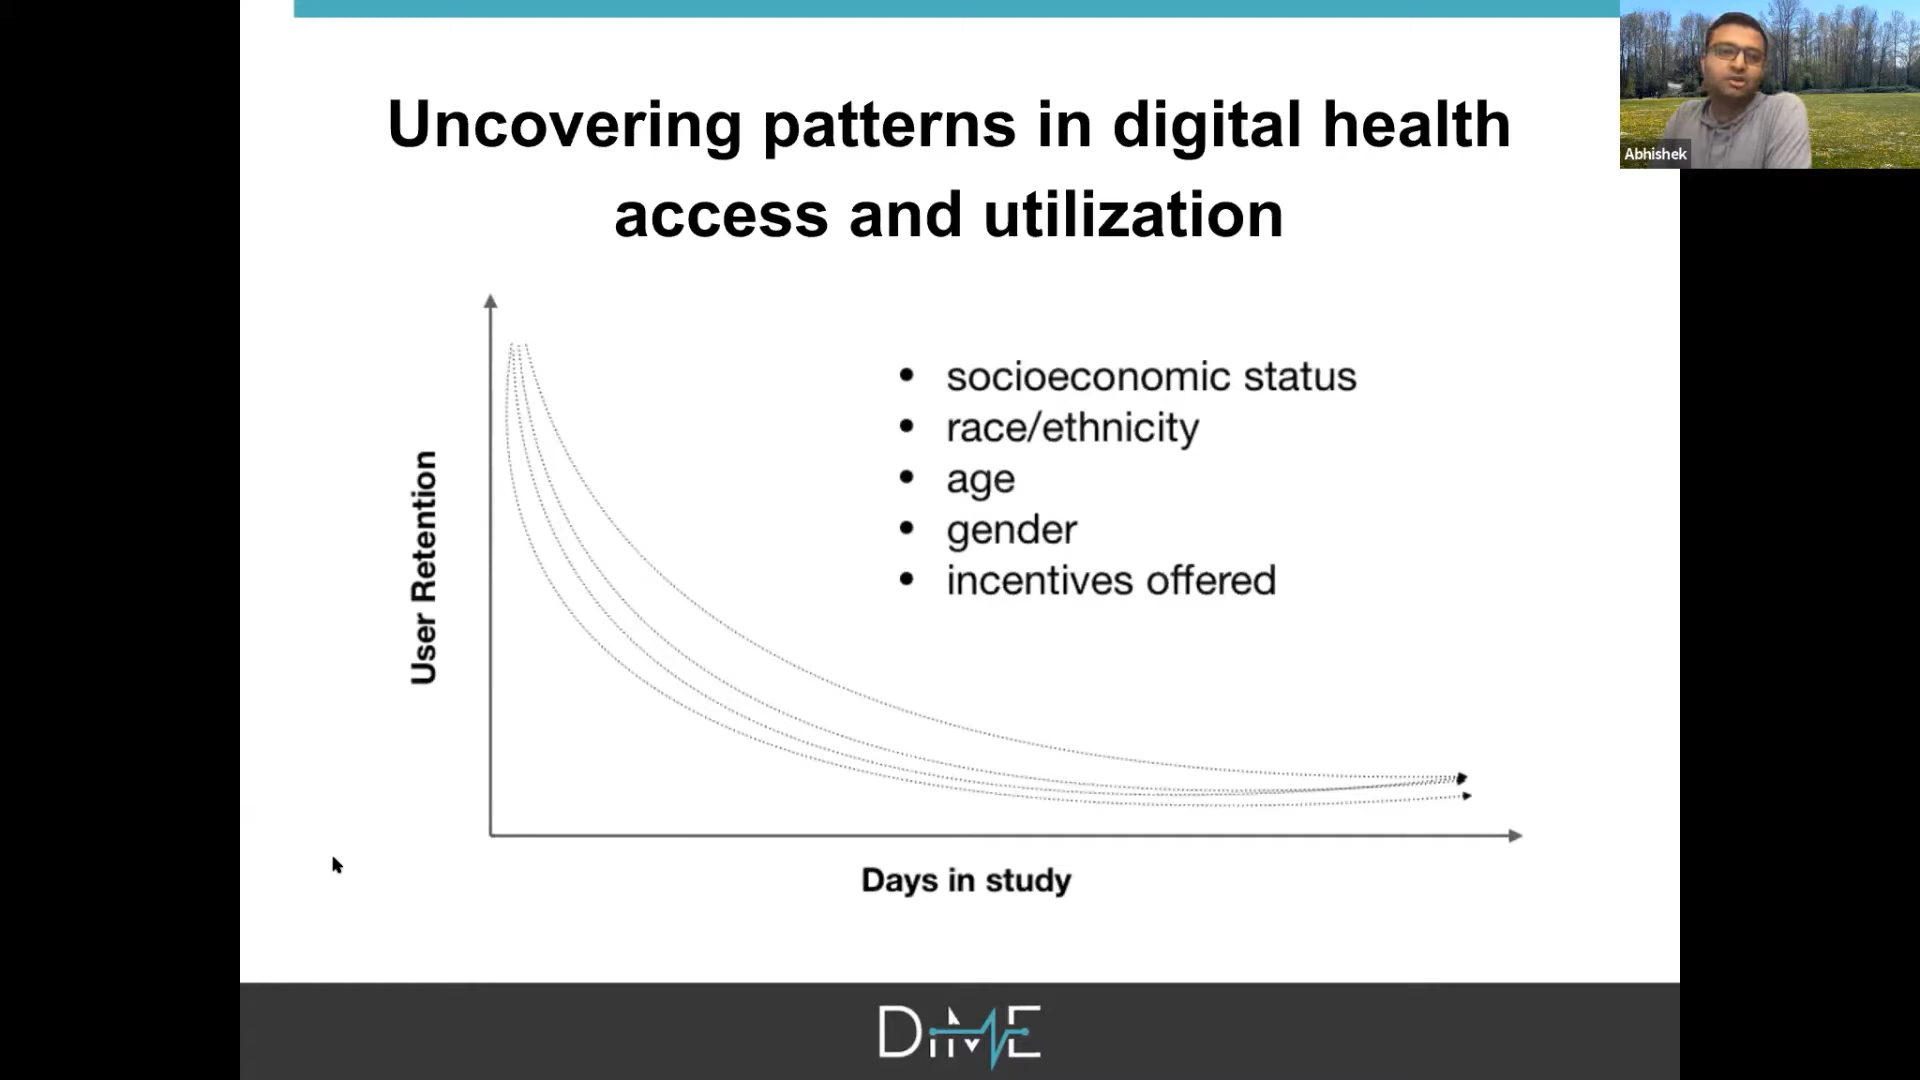 Uncovering patterns in digital health
access and utilization
Abhishek
• socioeconomic status
• race/ethnicity
• age
• gender
• incentives offered
User Retention
Days in study
DiME